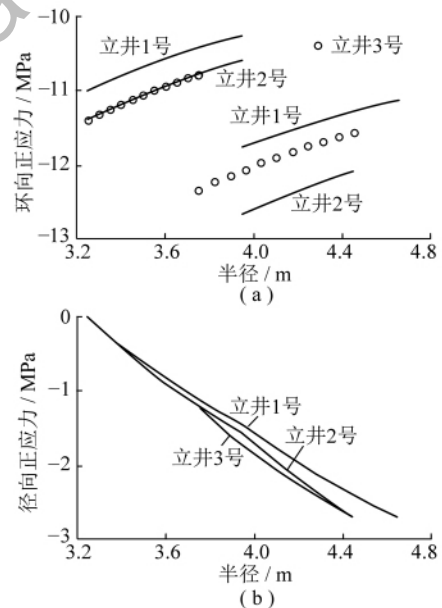 −10
立井1号
立井3号
−11
立井2号
立井1号
−12
立井2号
−13
3.2 3.6 4.0 4.4 4.8
环向正应力 / MPa
半径 / m
( a )
0
−1
立井1号
立井2号
−2
立井3号
−3
3.2 3.6 4.0 4.4 4.8
径向正应力 / MPa
半径 / m
( b )